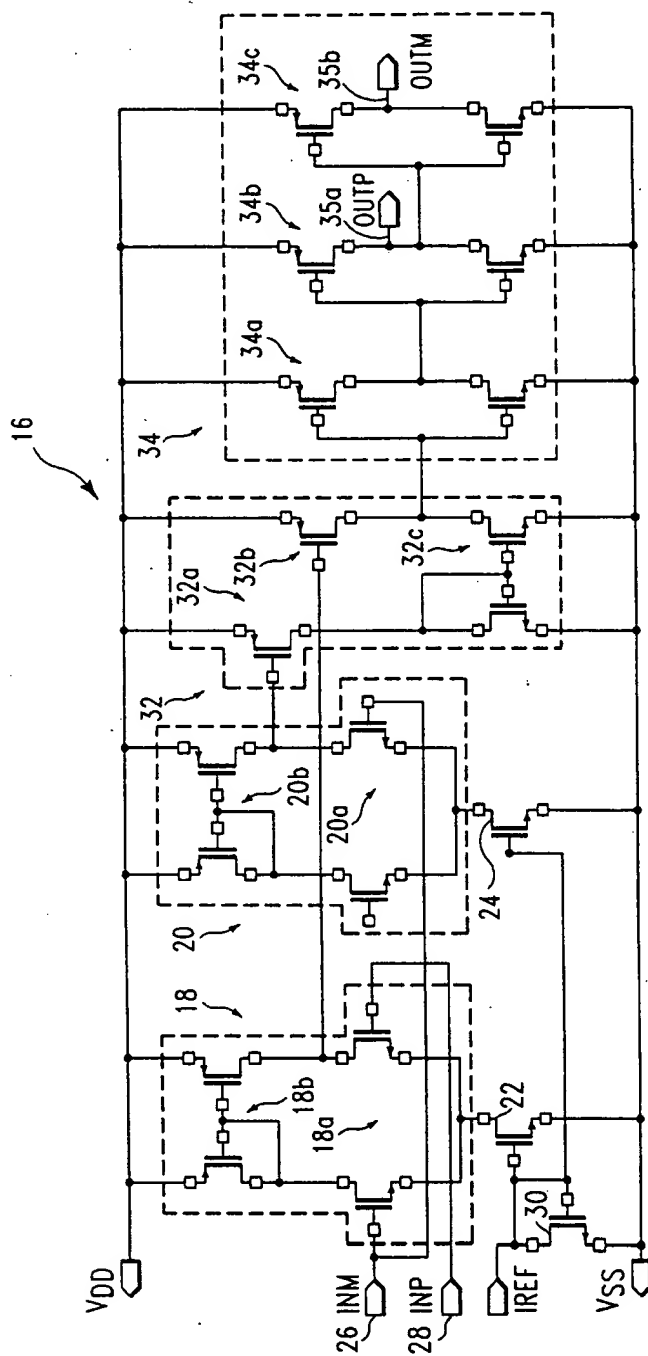 16
34
34a
34b
34c
35a
OUTP
35b
OUTM
32
32a
32b
32c
20
20b
20a
24
18
18b
18a
22
30
VDD
26
INM
28
INP
IREF
VSS